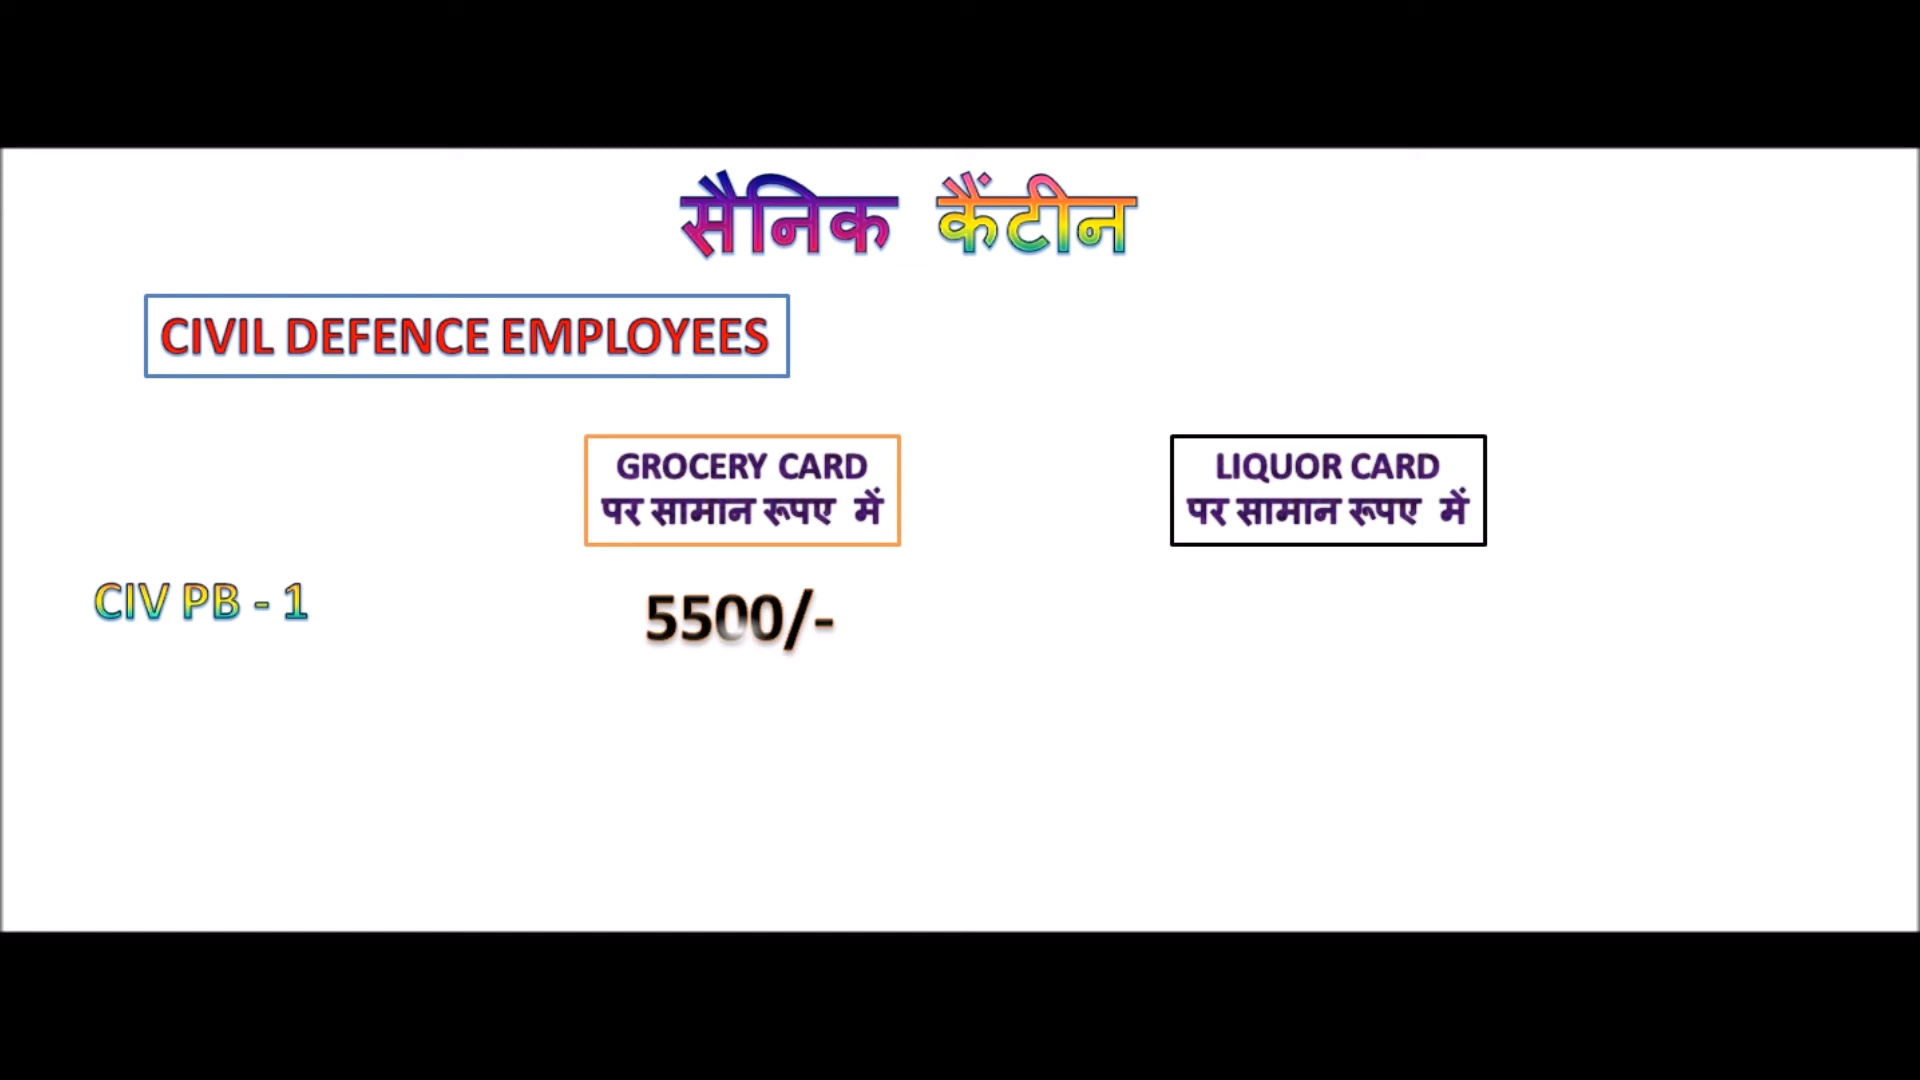 सैनिक कैंटीन
CIVIL DEFENCE EMPLOYEES
GROCERY CARD
पर सामान रूपए में
LIQUOR CARD
पर सामान रूपए में
CIV PB - 1
5500/-